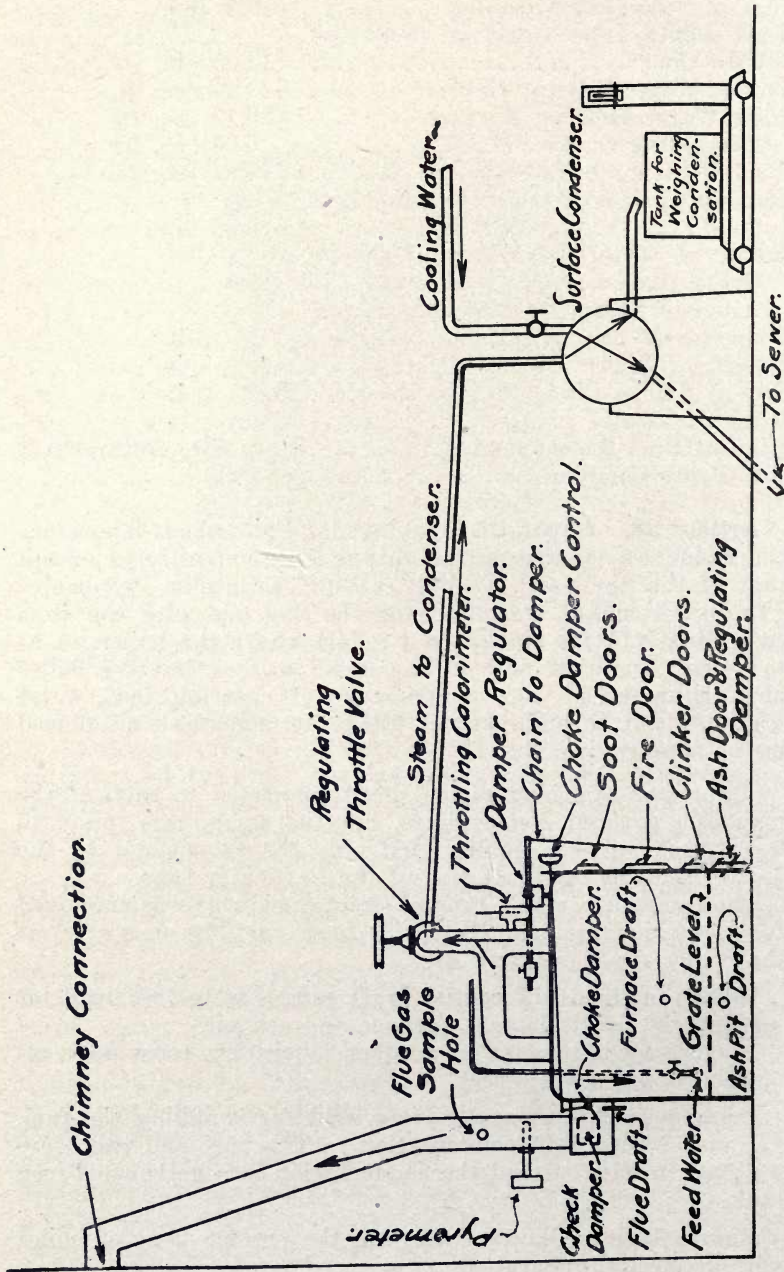 Chimney Connection.
Regulating
Throttle Valve.
Flue Gas
Sample
Hole
Pyrometer.
Steam to Condenser.
Cooling Water
Throttling Calorimeter.
Damper Regulator.
Chain to Damper.
Choke Damper Control.
Soot Doors.
Fire Door.
Clinker Doors.
Ash Door & Regulating
Damper.
Surface Condenser.
Tank for
Weighing
Conden-
sation.
To Sewer.
Check
Damper
Flue Draft
Feed Water
Choke Damper.
Furnace Draft.
Grate Level
Ash Pit Draft.